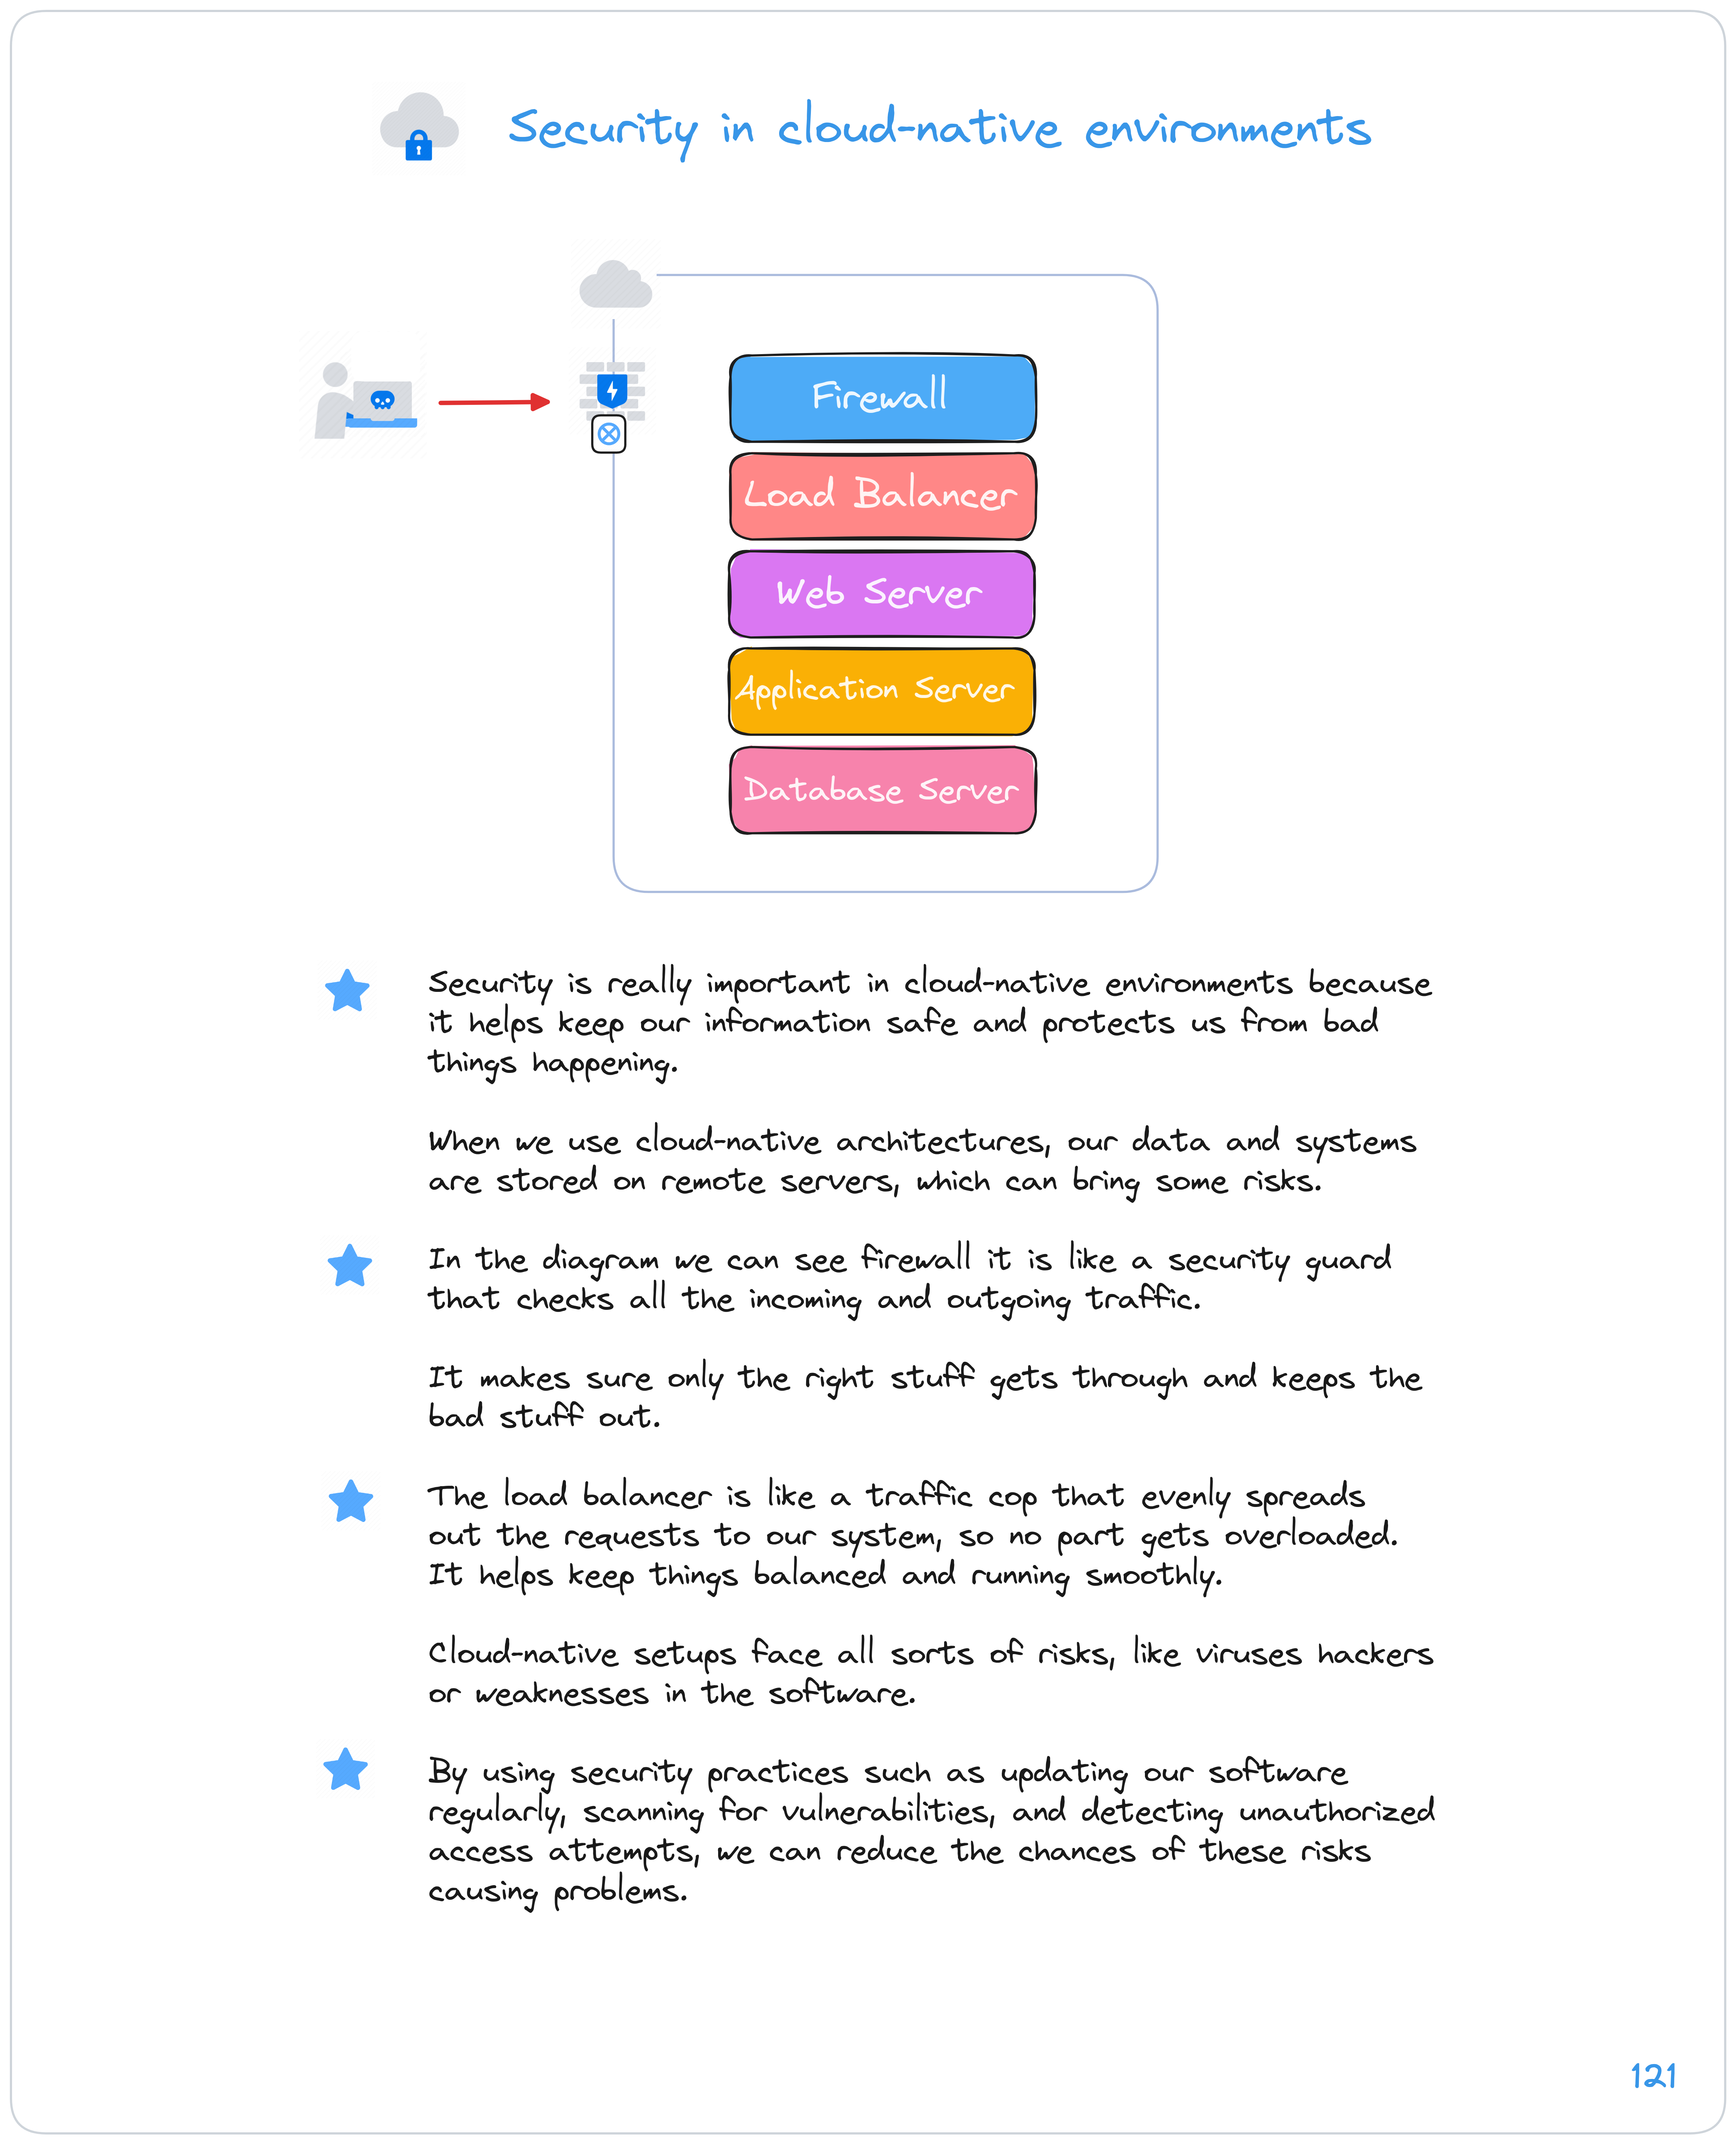 Security in cloud-native environments
Firewall
Load Balancer
Web Server
Application Server
Database Server
Security is really important in cloud-native environments because
it helps keep our information safe and protects us from bad
things happening.
When we use cloud-native architectures, our data and systems
are stored on remote servers, which can bring some risks.
In the diagram we can see firewall it is like a security guard
that checks all the incoming and outgoing traffic.
It makes sure only the right stuff gets through and keeps the
bad stuff out.
The load balancer is like a traffic cop that evenly spreads
out the requests to our system, so no part gets overloaded.
It helps keep things balanced and running smoothly.
Cloud-native setups face all sorts of risks, like viruses hackers
or weaknesses in the software.
By using security practices such as updating our software
regularly, scanning for vulnerabilities, and detecting unauthorized
access attempts, we can reduce the chances of these risks
causing problems.
121